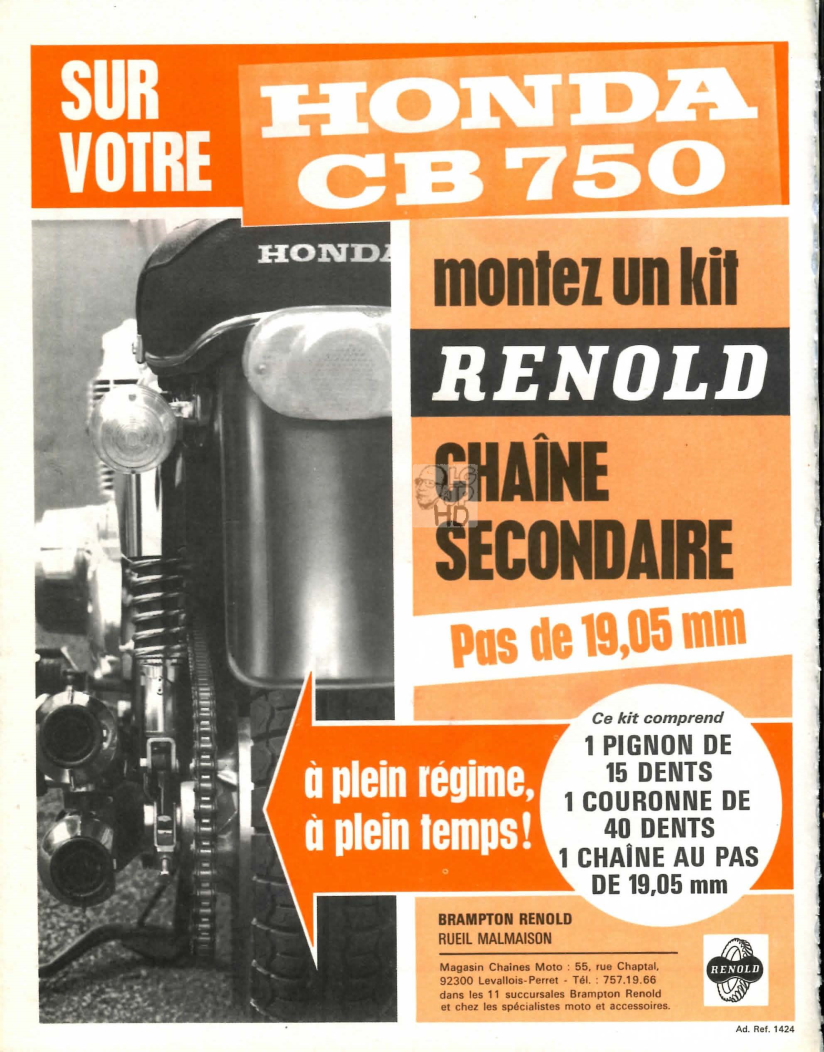 SUR
VOTRE
HONDA
CB 750
HONDA
montez un kit
RENOLD
CHAÎNE
SECONDAIRE
LC
HD
Pas de 19,05 mm
à plein régime,
à plein temps!
Ce kit comprend
1 PIGNON DE
15 DENTS
1 COURONNE DE
40 DENTS
1 CHAÎNE AU PAS
DE 19,05 mm
BRAMPTON RENOLD
RUEIL MALMAISON
Magasin Chaines Moto : 55, rue Chaptal,
92300 Levallois-Perret - Tél. : 757.19.66
dans les 11 succursales Brampton Renold
et chez les spécialistes moto et accessoires.
RENOLD
Ad. Ref. 1424